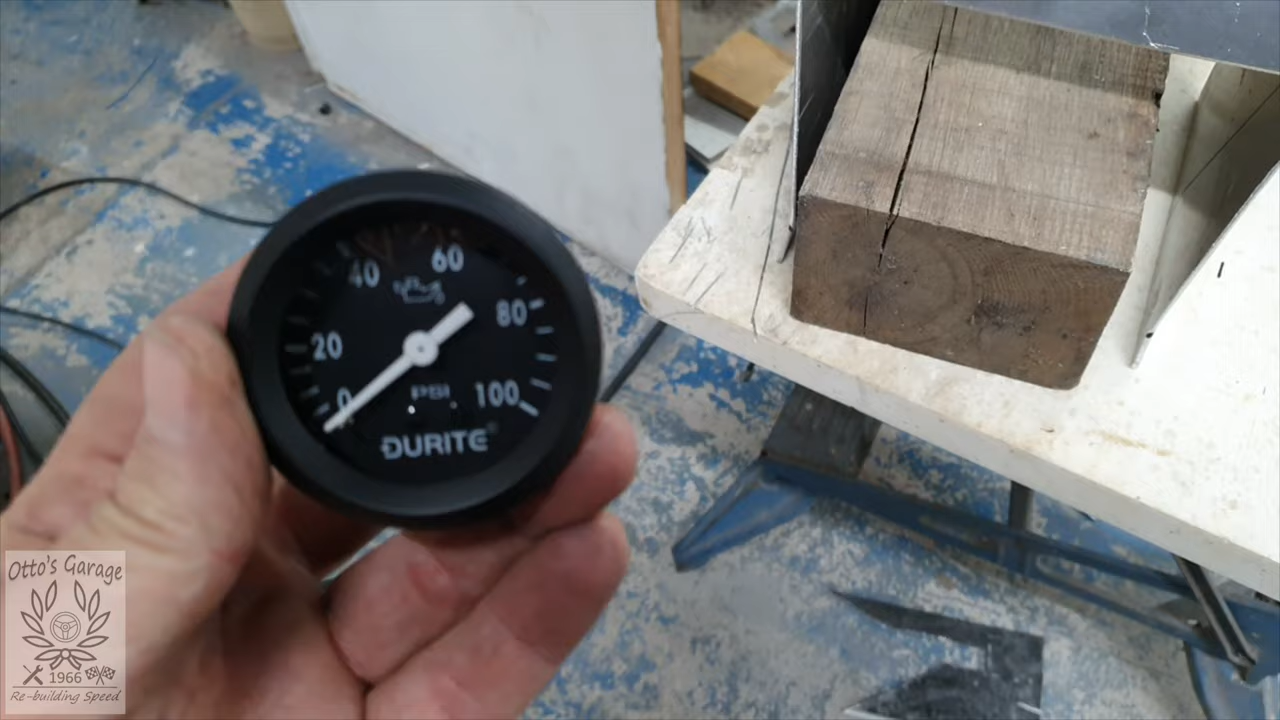 40 60
20 80
0 PSI 100
DURITE®
Otto's Garage
1966
Re-building Speed